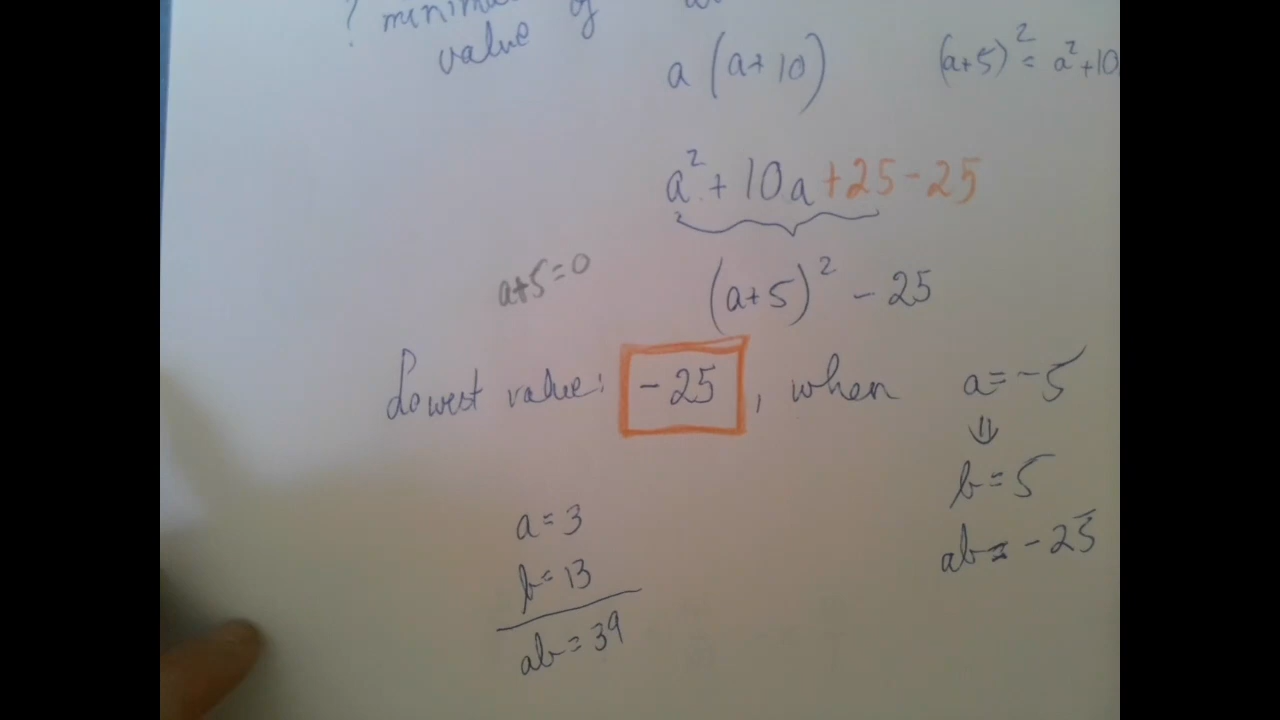 ?
value of
a (a+10)
(a+5)² = a²+10
a² + 10a +25 - 25
a+5=0
(a+5)² - 25
Lowest value: -25, when a=-5
⇓
b=5
ab=-25
a=3
b=13
ab=39